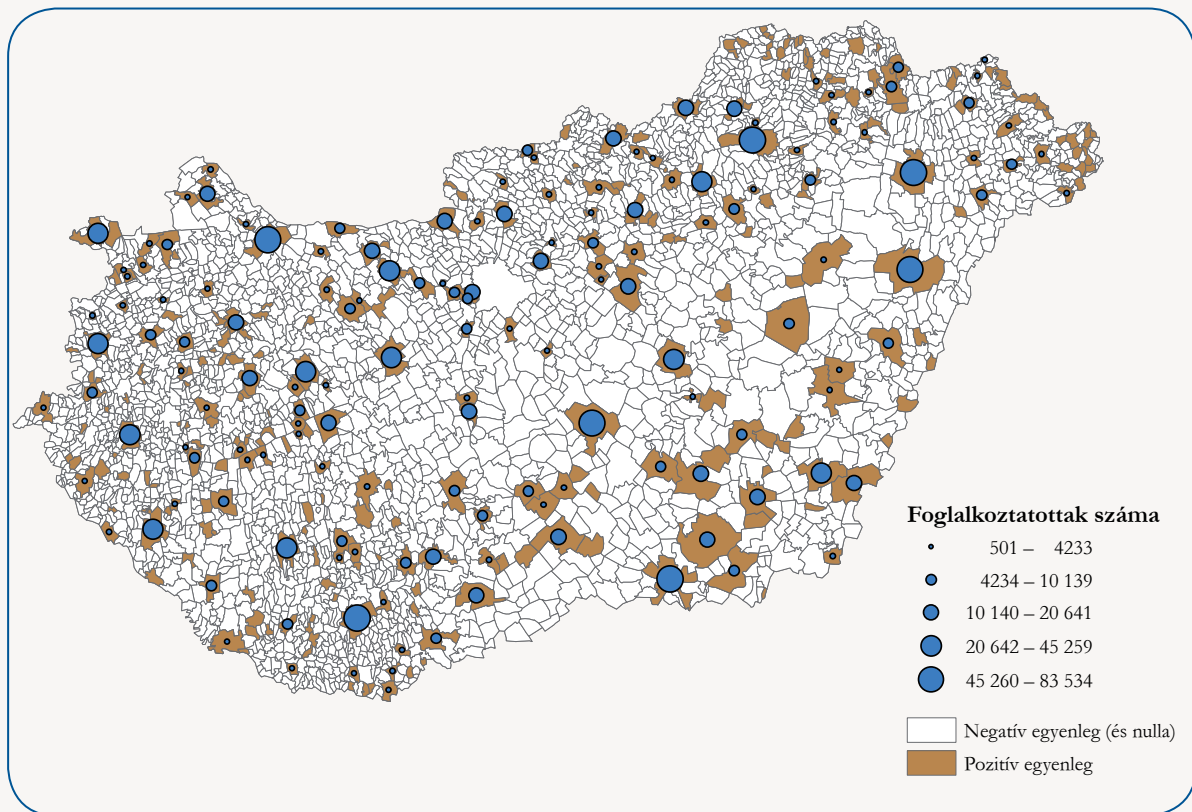 Foglalkoztatottak száma
501 – 4233
4234 – 10 139
10 140 – 20 641
20 642 – 45 259
45 260 – 83 534
Negatív egyenleg (és nulla)
Pozitív egyenleg